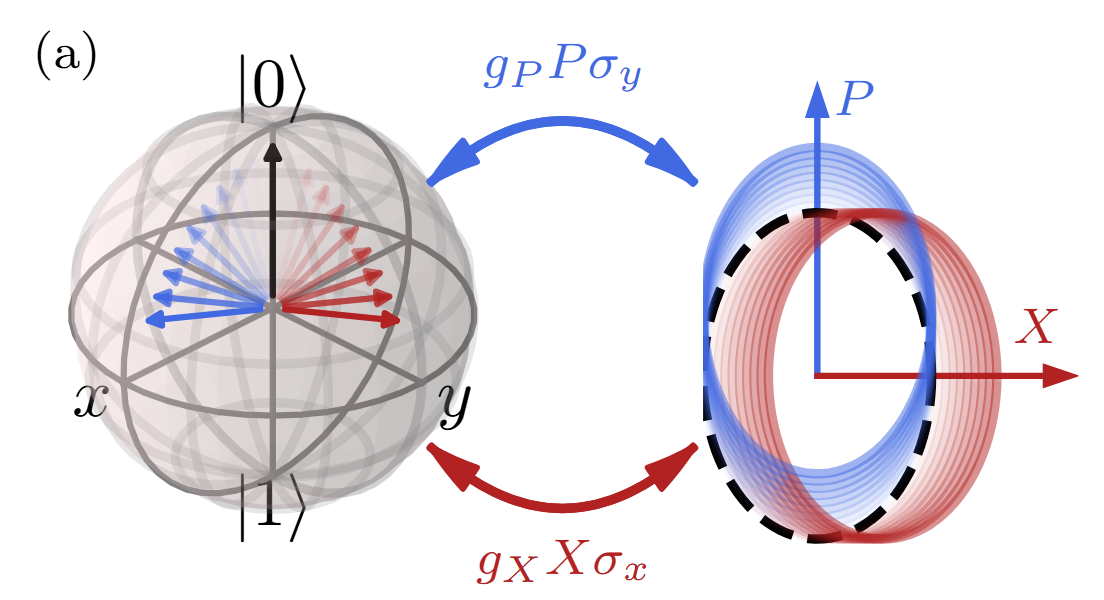 (a)
|0⟩
g_P Pσ_y
P
X
x
y
|1⟩
g_X Xσ_x